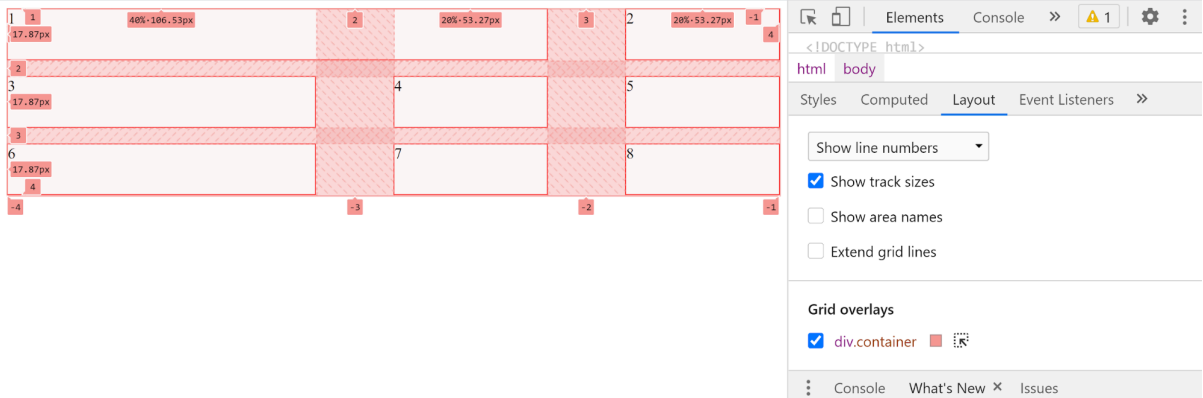 1 1 40%·106.53px 2 20%·53.27px 3 2 20%·53.27px -1
17.87px 4
2
3 4 5
17.87px
3
6 7 8
17.87px
4
-4 -3 -2 -1
Elements Console » 1
<!DOCTYPE html>
html body
Styles Computed Layout Event Listeners »
Show line numbers
Show track sizes
Show area names
Extend grid lines
Grid overlays
div.container
Console What's New × Issues